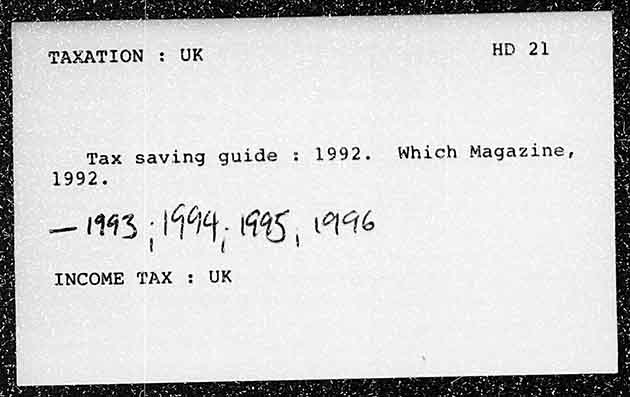 TAXATION : UK HD 21
Tax saving guide : 1992. Which Magazine,
1992.
— 1993 ; 1994 ; 1995, 1996
INCOME TAX : UK